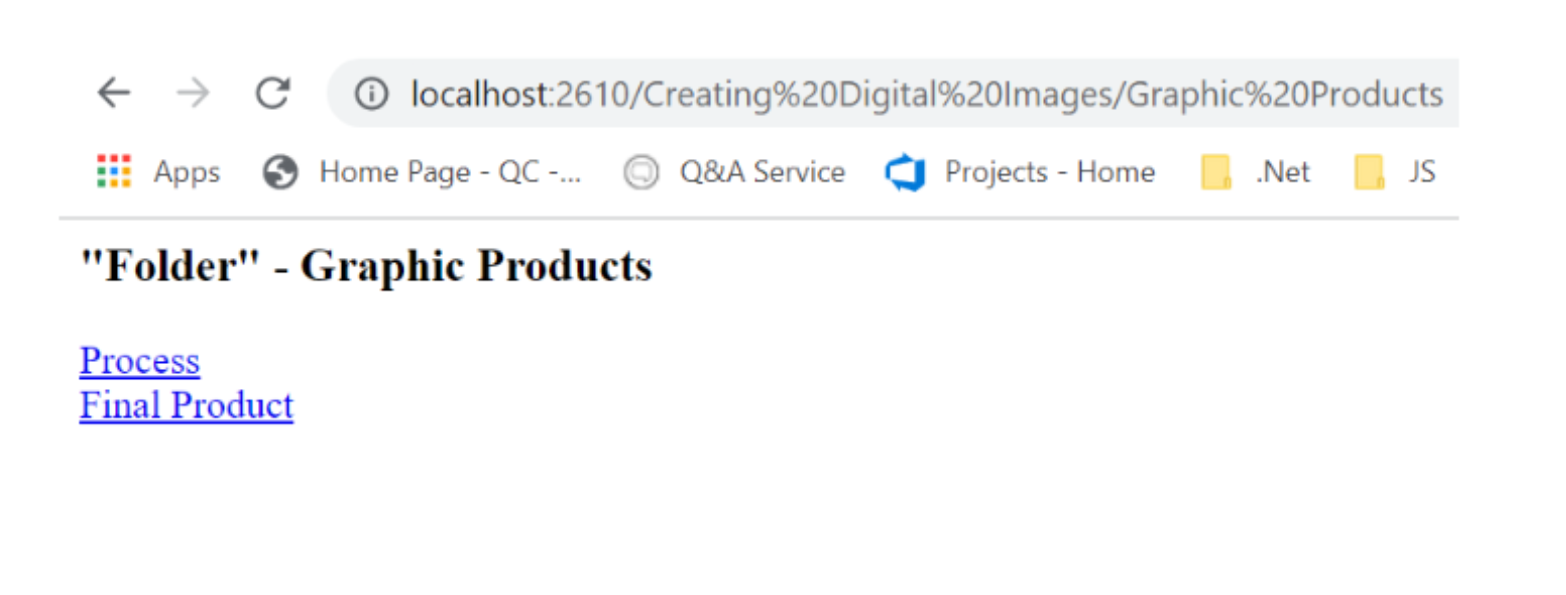 localhost:2610/Creating%20Digital%20Images/Graphic%20Products
Apps Home Page - QC -... Q&A Service Projects - Home .Net JS
"Folder" - Graphic Products
Process
Final Product